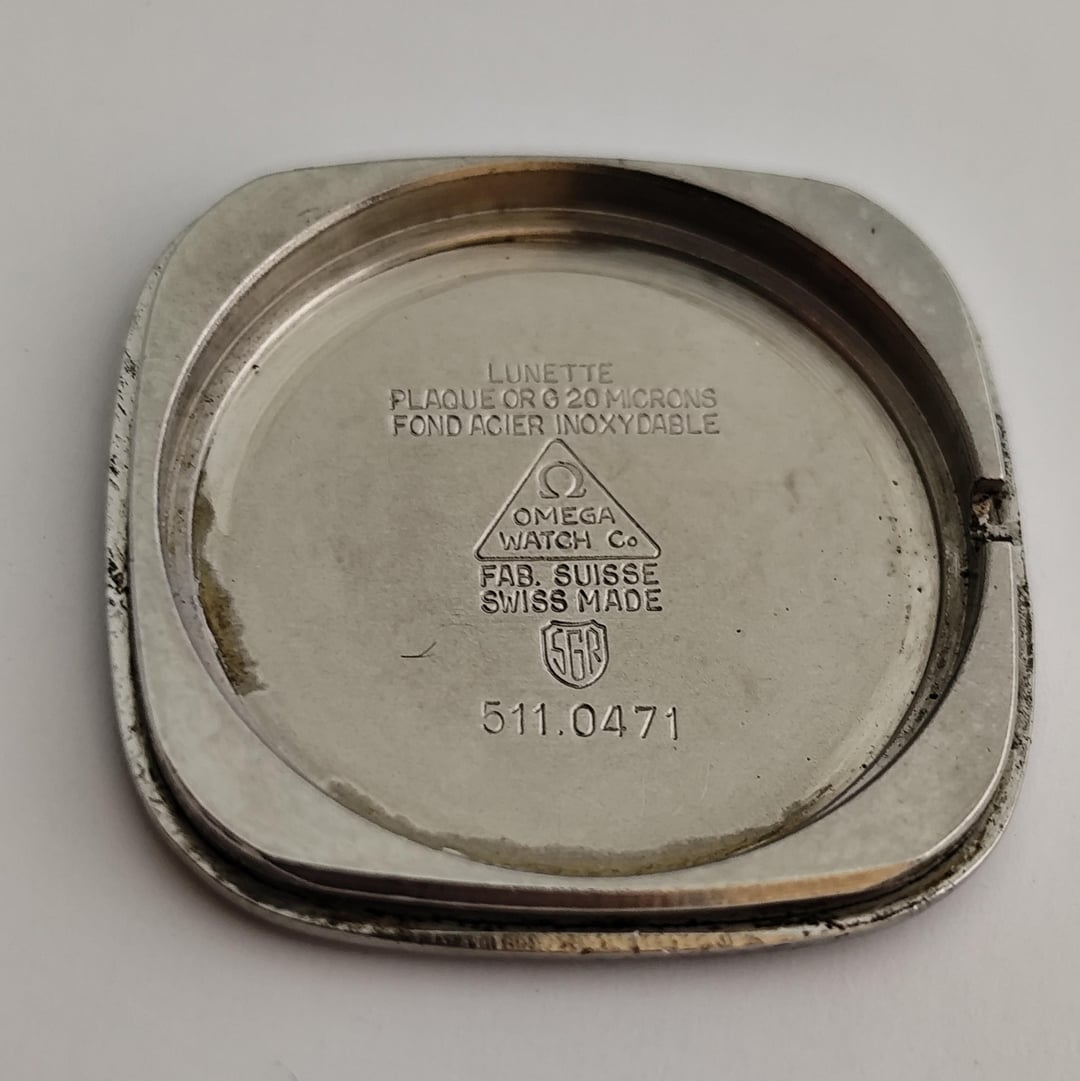 LUNETTE
PLAQUE OR G 20 MICRONS
FOND ACIER INOXYDABLE
Ω
OMEGA
WATCH Co
FAB. SUISSE
SWISS MADE
SGR
511.0471